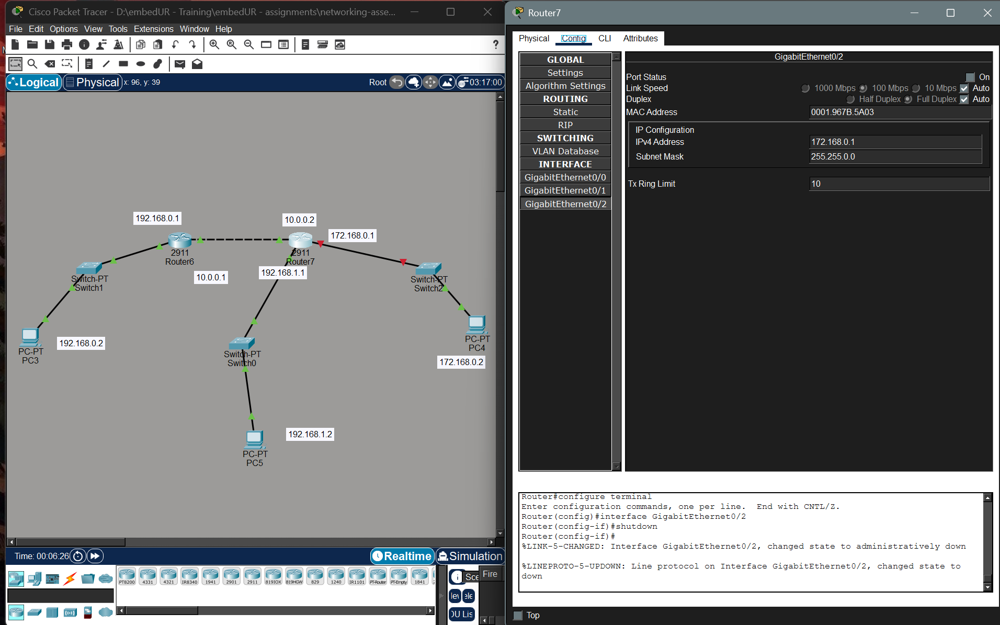 Cisco Packet Tracer - D:\embedUR - Training\embedUR - assignments\networking-asse...
File Edit Options View Tools Extensions Window Help
?
Logical Physical x: 96, y: 39
Root 03:17:00
192.168.0.1
10.0.0.2
172.168.0.1
2911
Router6
2911
Router7
10.0.0.1
192.168.1.1
Switch-PT
Switch1
Switch-PT
Switch2
192.168.0.2
PC-PT
PC3
Switch-PT
Switch0
PC-PT
PC4
172.168.0.2
192.168.1.2
PC-PT
PC5
Time: 00:06:26
Realtime Simulation
PT8200 4331 4321 IR8340 1941 2901 2911 819IOX 819HGW 829 1240 IR1101 PT-Router PT-Empty 1841
Sce Fire
ele
OU Lis
Router7
Physical Config CLI Attributes
GLOBAL
Settings
Algorithm Settings
ROUTING
Static
RIP
SWITCHING
VLAN Database
INTERFACE
GigabitEthernet0/0
GigabitEthernet0/1
GigabitEthernet0/2
GigabitEthernet0/2
Port Status On
Link Speed 1000 Mbps 100 Mbps 10 Mbps Auto
Duplex Half Duplex Full Duplex Auto
MAC Address 0001.967B.5A03
IP Configuration
IPv4 Address 172.168.0.1
Subnet Mask 255.255.0.0
Tx Ring Limit 10
Router#configure terminal
Enter configuration commands, one per line.  End with CNTL/Z.
Router(config)#interface GigabitEthernet0/2
Router(config-if)#shutdown
Router(config-if)#
%LINK-5-CHANGED: Interface GigabitEthernet0/2, changed state to administratively down
%LINEPROTO-5-UPDOWN: Line protocol on Interface GigabitEthernet0/2, changed state to
down
Top